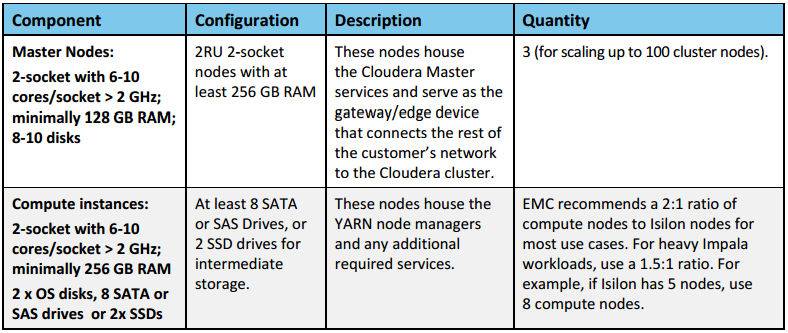 Component
Configuration
Description
Quantity
Master Nodes:
2-socket with 6-10
cores/socket > 2 GHz;
minimally 128 GB RAM;
8-10 disks
2RU 2-socket
nodes with at
least 256 GB RAM
These nodes house
the Cloudera Master
services and serve as the
gateway/edge device
that connects the rest of
the customer’s network
to the Cloudera cluster.
3 (for scaling up to 100 cluster nodes).
Compute instances:
2-socket with 6-10
cores/socket > 2 GHz;
minimally 256 GB RAM
2 x OS disks, 8 SATA or
SAS drives or 2x SSDs
At least 8 SATA
or SAS Drives, or
2 SSD drives for
intermediate
storage.
These nodes house the
YARN node managers
and any additional
required services.
EMC recommends a 2:1 ratio of
compute nodes to Isilon nodes for
most use cases. For heavy Impala
workloads, use a 1.5:1 ratio. For
example, if Isilon has 5 nodes, use
8 compute nodes.